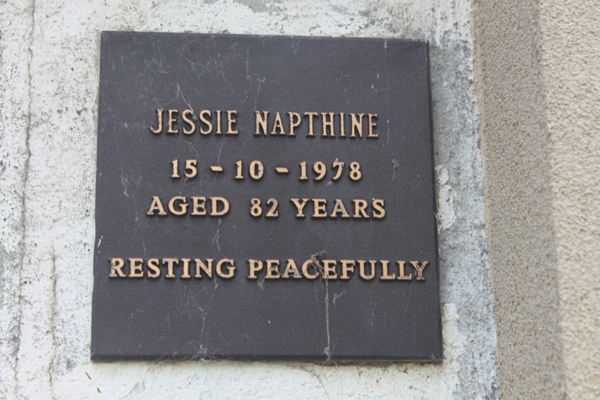 JESSIE NAPTHINE
15 - 10 - 1978
AGED 82 YEARS
RESTING PEACEFULLY